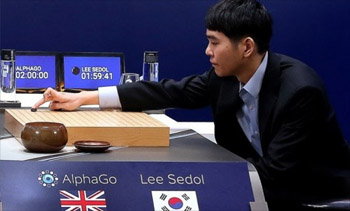 ALPHAGO
02:00:00
LEE SEDOL
01:59:41
AlphaGo
Lee Sedol